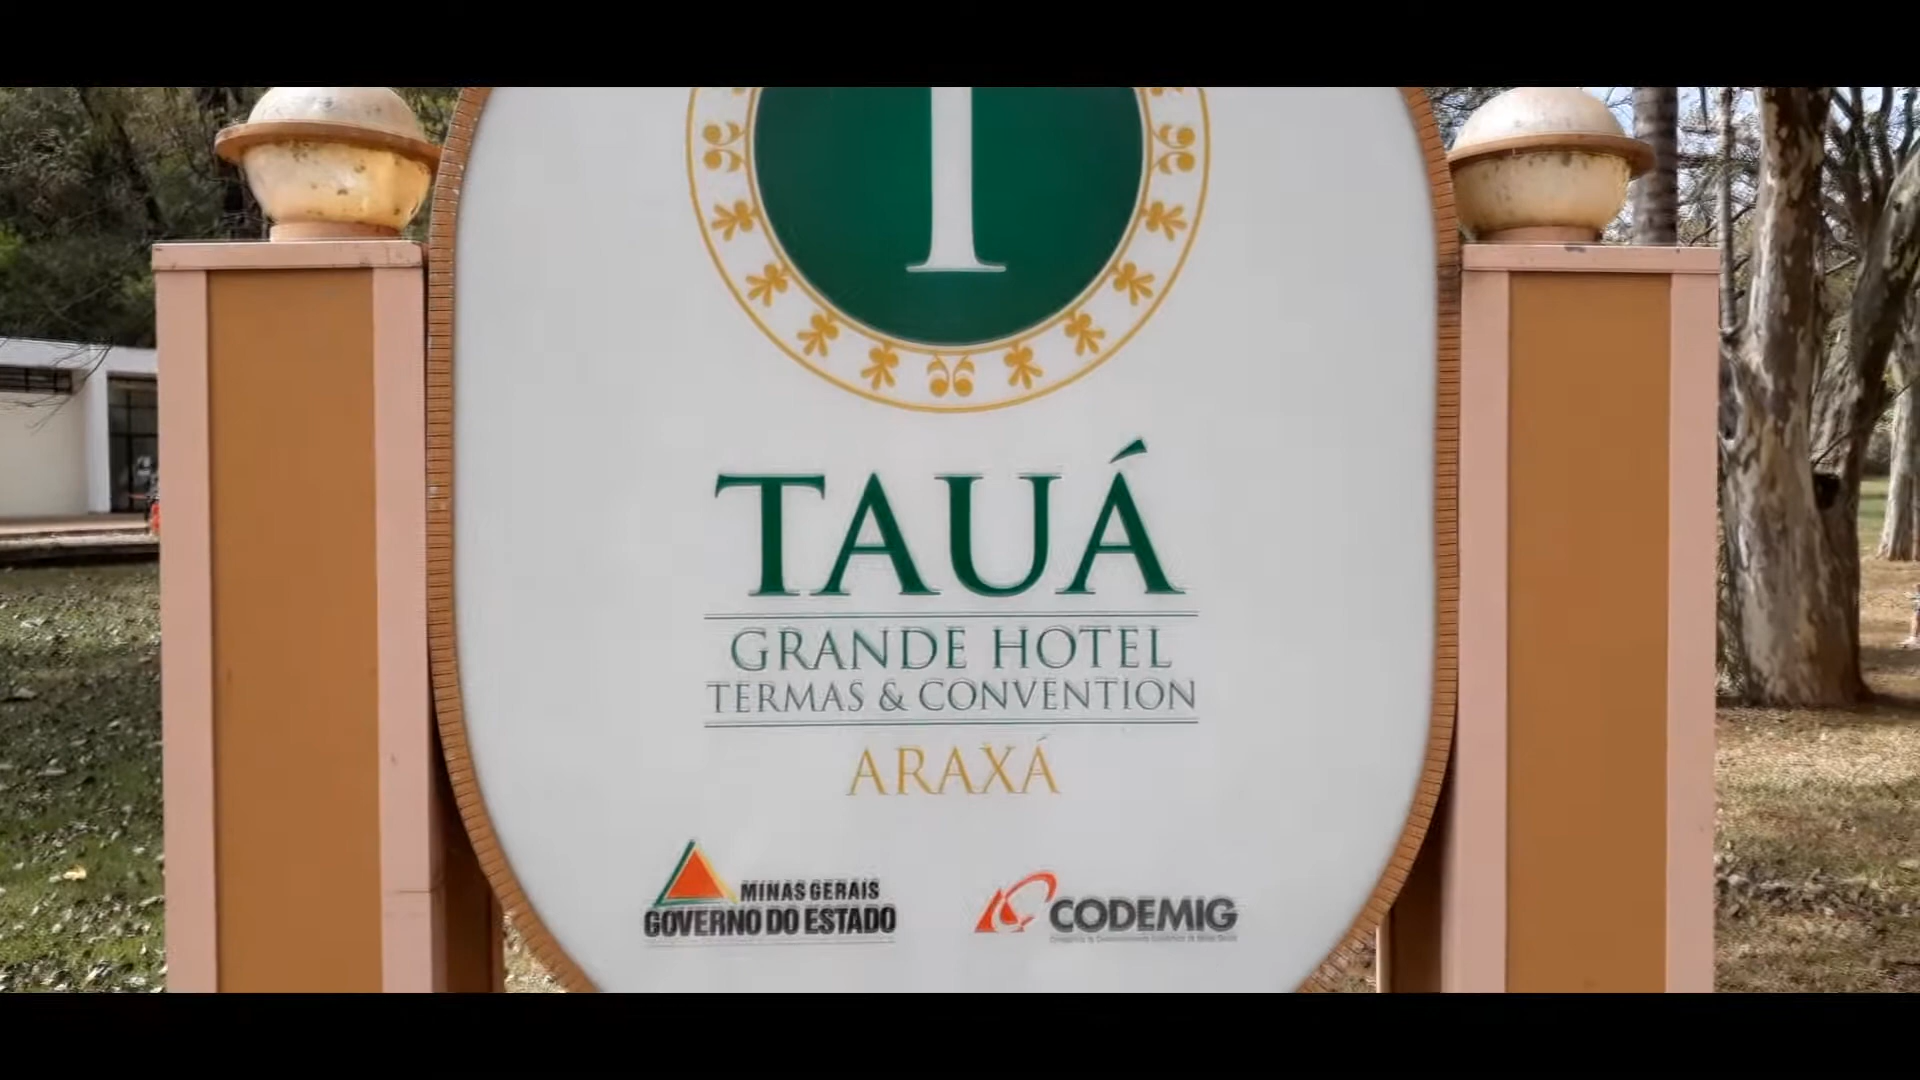 T
TAUÁ
GRANDE HOTEL
TERMAS & CONVENTION
ARAXÁ
MINAS GERAIS
GOVERNO DO ESTADO
CODEMIG